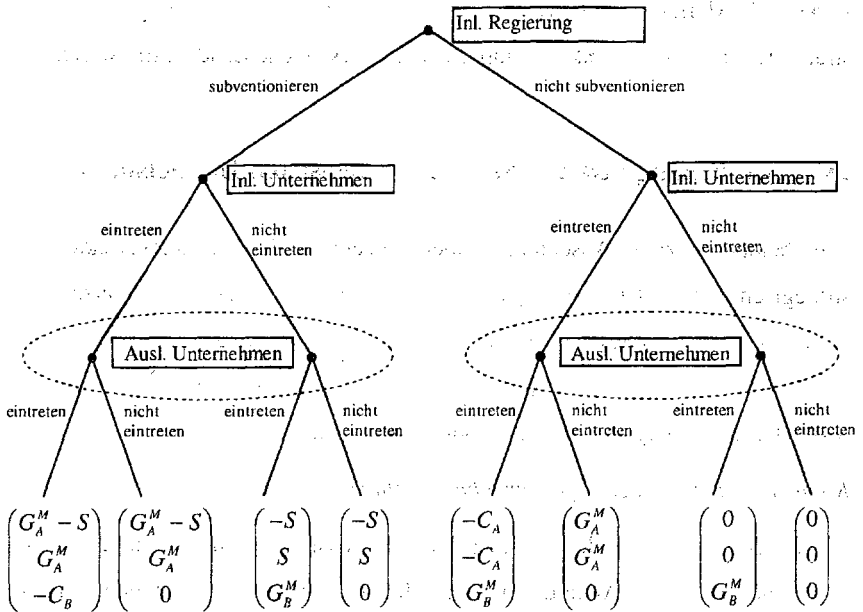 Inl. Regierung
subventionieren
nicht subventionieren
Inl. Unternehmen
Inl. Unternehmen
eintreten
nicht
eintreten
eintreten
nicht
eintreten
Ausl. Unternehmen
Ausl. Unternehmen
eintreten
nicht
eintreten
eintreten
nicht
eintreten
eintreten
nicht
eintreten
eintreten
nicht
eintreten
G_A^M − S
G_A^M
−C_B
G_A^M − S
G_A^M
0
−S
S
G_B^M
−S
S
0
−C_A
−C_A
G_B^M
G_A^M
G_A^M
0
0
0
G_B^M
0
0
0